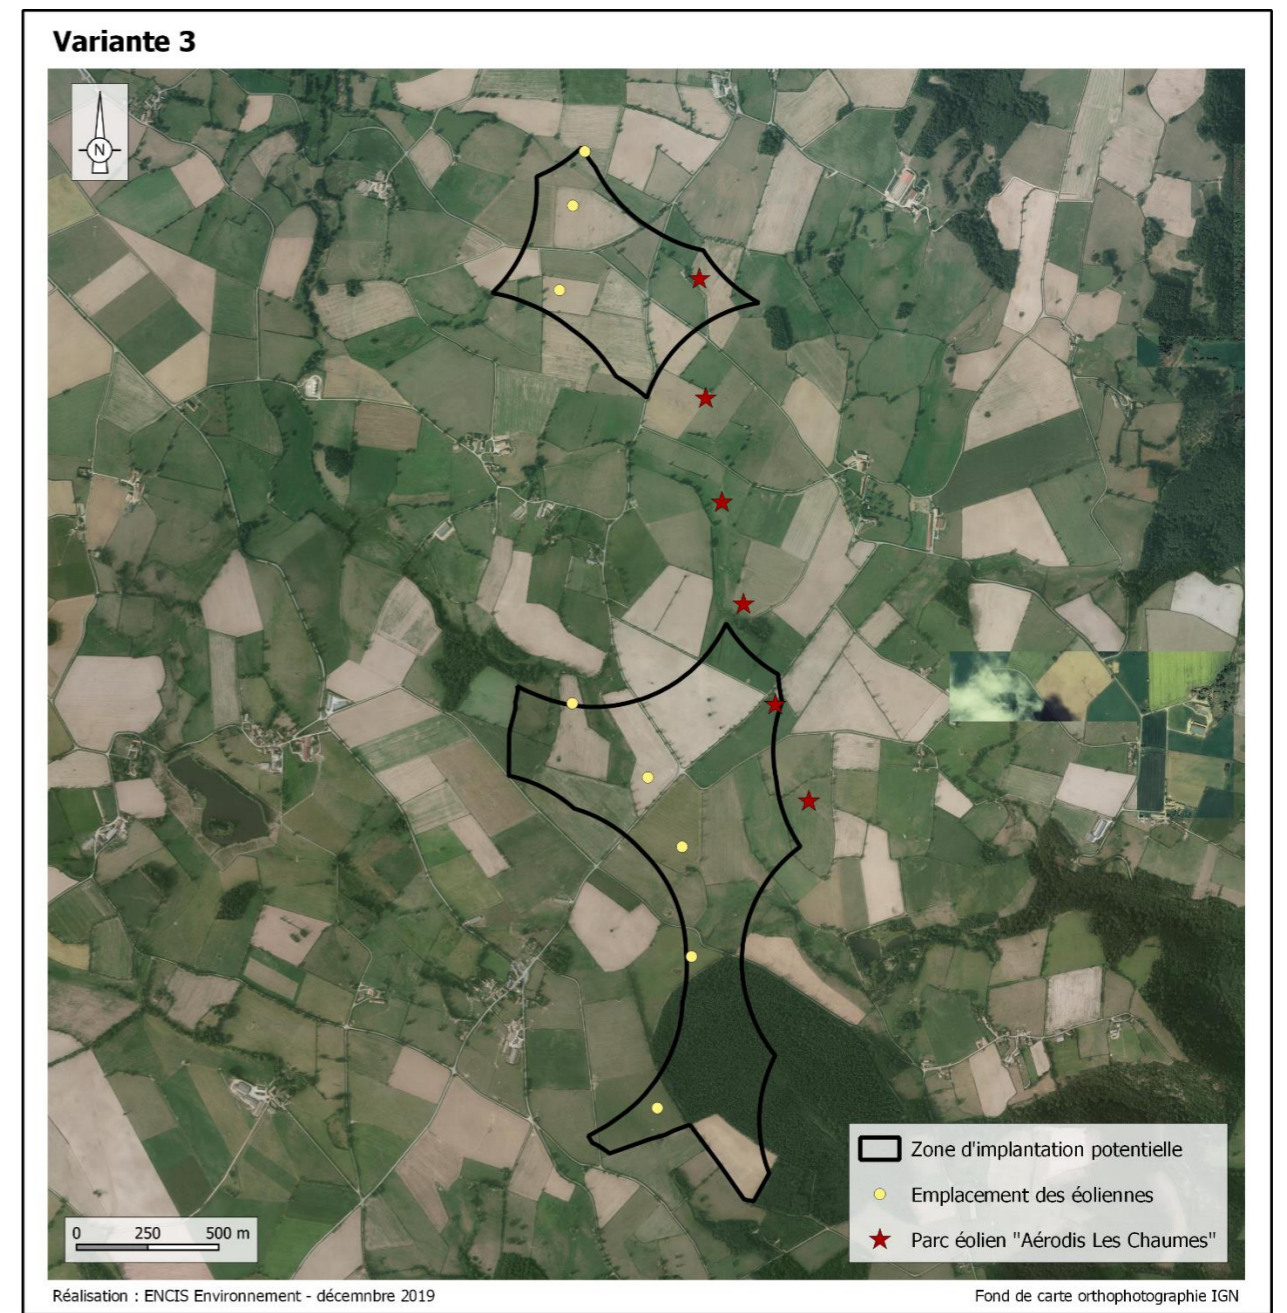 Variante 3
N
Zone d'implantation potentielle
Emplacement des éoliennes
Parc éolien "Aérodis Les Chaumes"
0 250 500 m
Réalisation : ENCIS Environnement - décemnbre 2019
Fond de carte orthophotographie IGN